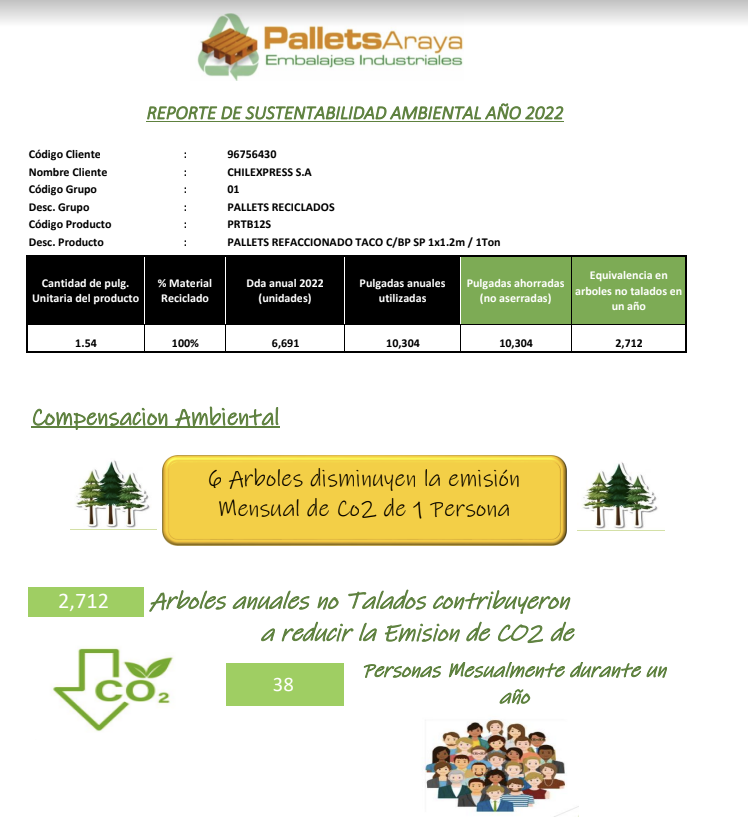 PalletsAraya
Embalajes Industriales
REPORTE DE SUSTENTABILIDAD AMBIENTAL AÑO 2022
Código Cliente : 96756430
Nombre Cliente : CHILEXPRESS S.A
Código Grupo : 01
Desc. Grupo : PALLETS RECICLADOS
Código Producto : PRTB12S
Desc. Producto : PALLETS REFACCIONADO TACO C/BP SP 1x1.2m / 1Ton
Cantidad de pulg. Unitaria del producto | % Material Reciclado | Dda anual 2022 (unidades) | Pulgadas anuales utilizadas | Pulgadas ahorradas (no aserradas) | Equivalencia en arboles no talados en un año
1.54 | 100% | 6,691 | 10,304 | 10,304 | 2,712
Compensacion Ambiental
6 Arboles disminuyen la emisión
Mensual de Co2 de 1 Persona
2,712 Arboles anuales no Talados contribuyeron
a reducir la Emision de CO2 de
CO2
38 Personas Mesualmente durante un
año